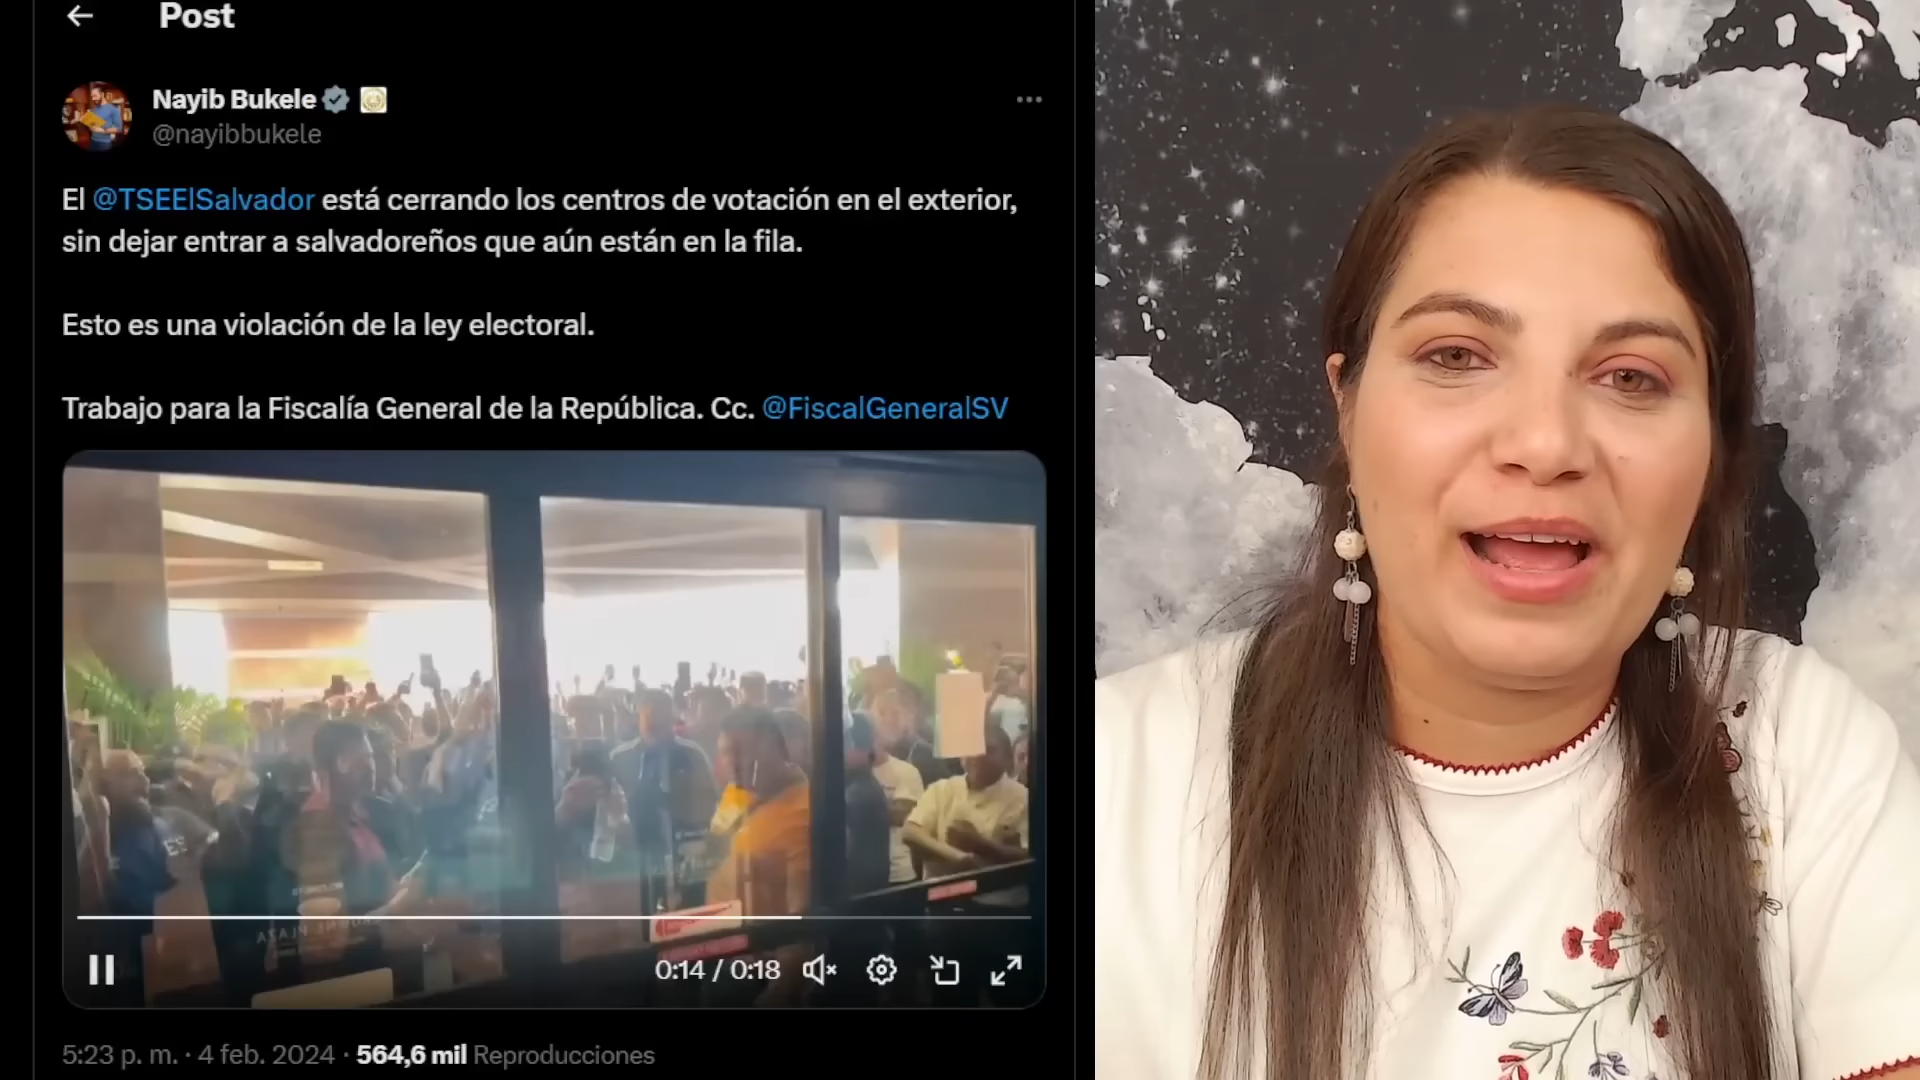 Post
Nayib Bukele
@nayibbukele
El @TSEElSalvador está cerrando los centros de votación en el exterior,
sin dejar entrar a salvadoreños que aún están en la fila.
Esto es una violación de la ley electoral.
Trabajo para la Fiscalía General de la República. Cc. @FiscalGeneralSV
0:14 / 0:18
5:23 p. m. · 4 feb. 2024 · 564,6 mil Reproducciones